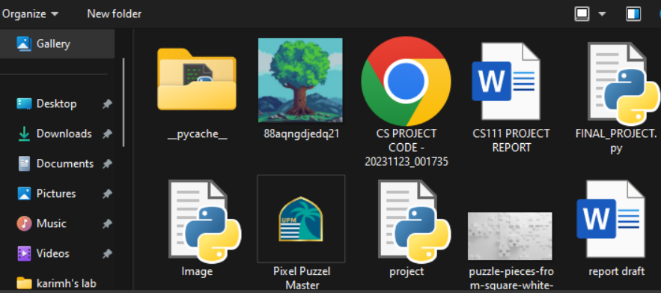 Organize
New folder
Gallery
Desktop
Downloads
Documents
Pictures
Music
Videos
karimh's lab
__pycache__
88aqngdjedq21
CS PROJECT
CODE -
20231123_001735
CS111 PROJECT
REPORT
FINAL_PROJECT.
py
Image
UPM
Pixel Puzzel
Master
project
puzzle-pieces-fro
m-square-white-
report draft
W
W